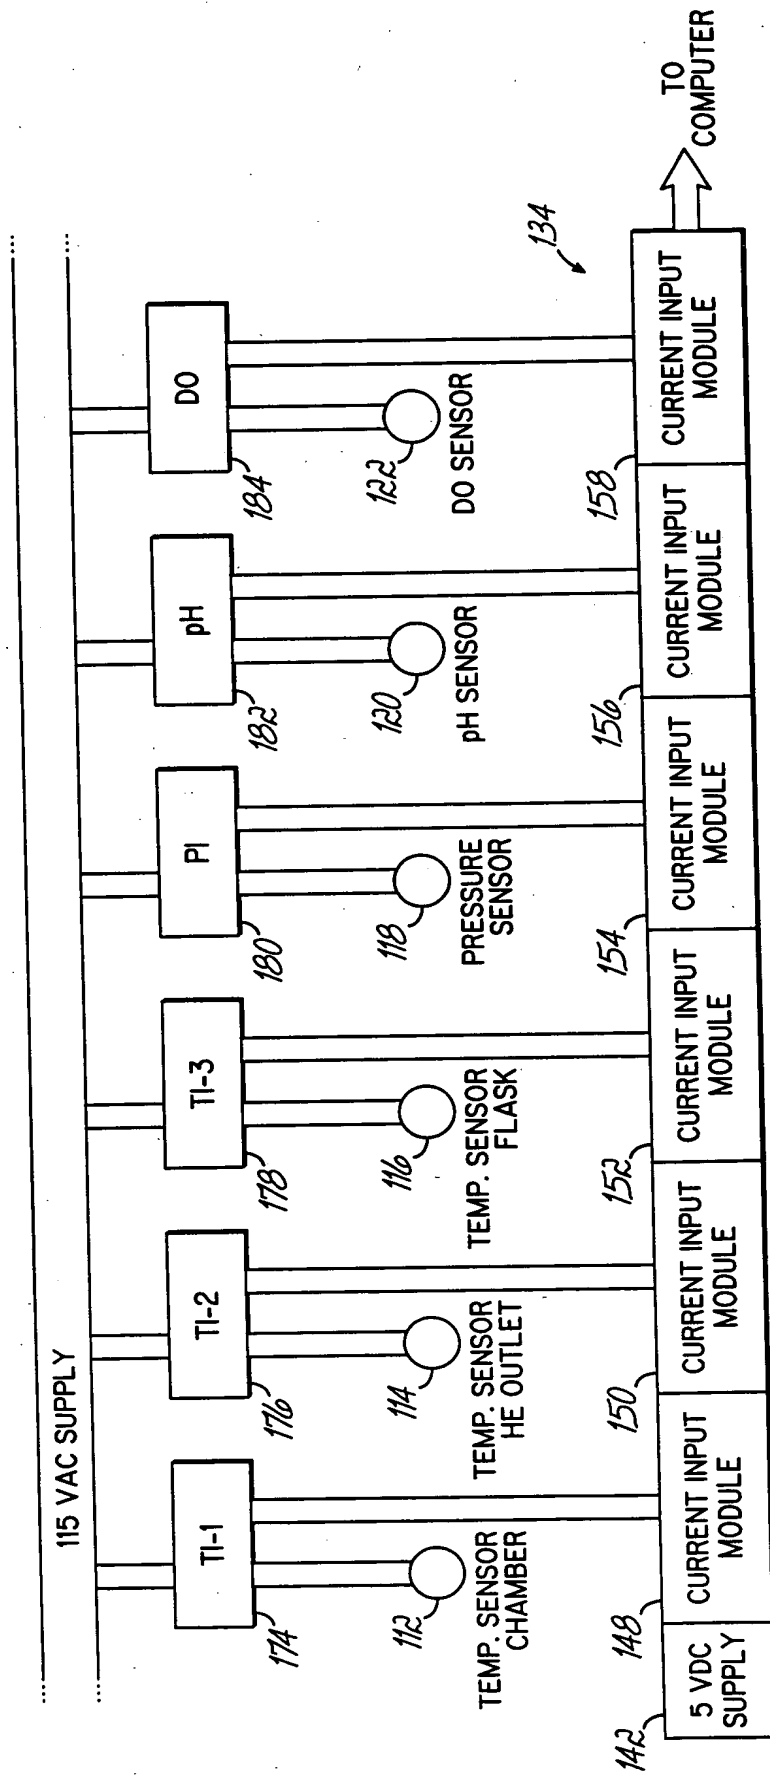 115 VAC SUPPLY
TI-1
TI-2
TI-3
PI
pH
DO
174
176
178
180
182
184
112
114
116
118
120
122
TEMP. SENSOR
CHAMBER
TEMP. SENSOR
HE OUTLET
TEMP. SENSOR
FLASK
PRESSURE
SENSOR
pH SENSOR
DO SENSOR
134
142
148
150
152
154
156
158
5 VDC
SUPPLY
CURRENT INPUT
MODULE
CURRENT INPUT
MODULE
CURRENT INPUT
MODULE
CURRENT INPUT
MODULE
CURRENT INPUT
MODULE
CURRENT INPUT
MODULE
TO
COMPUTER